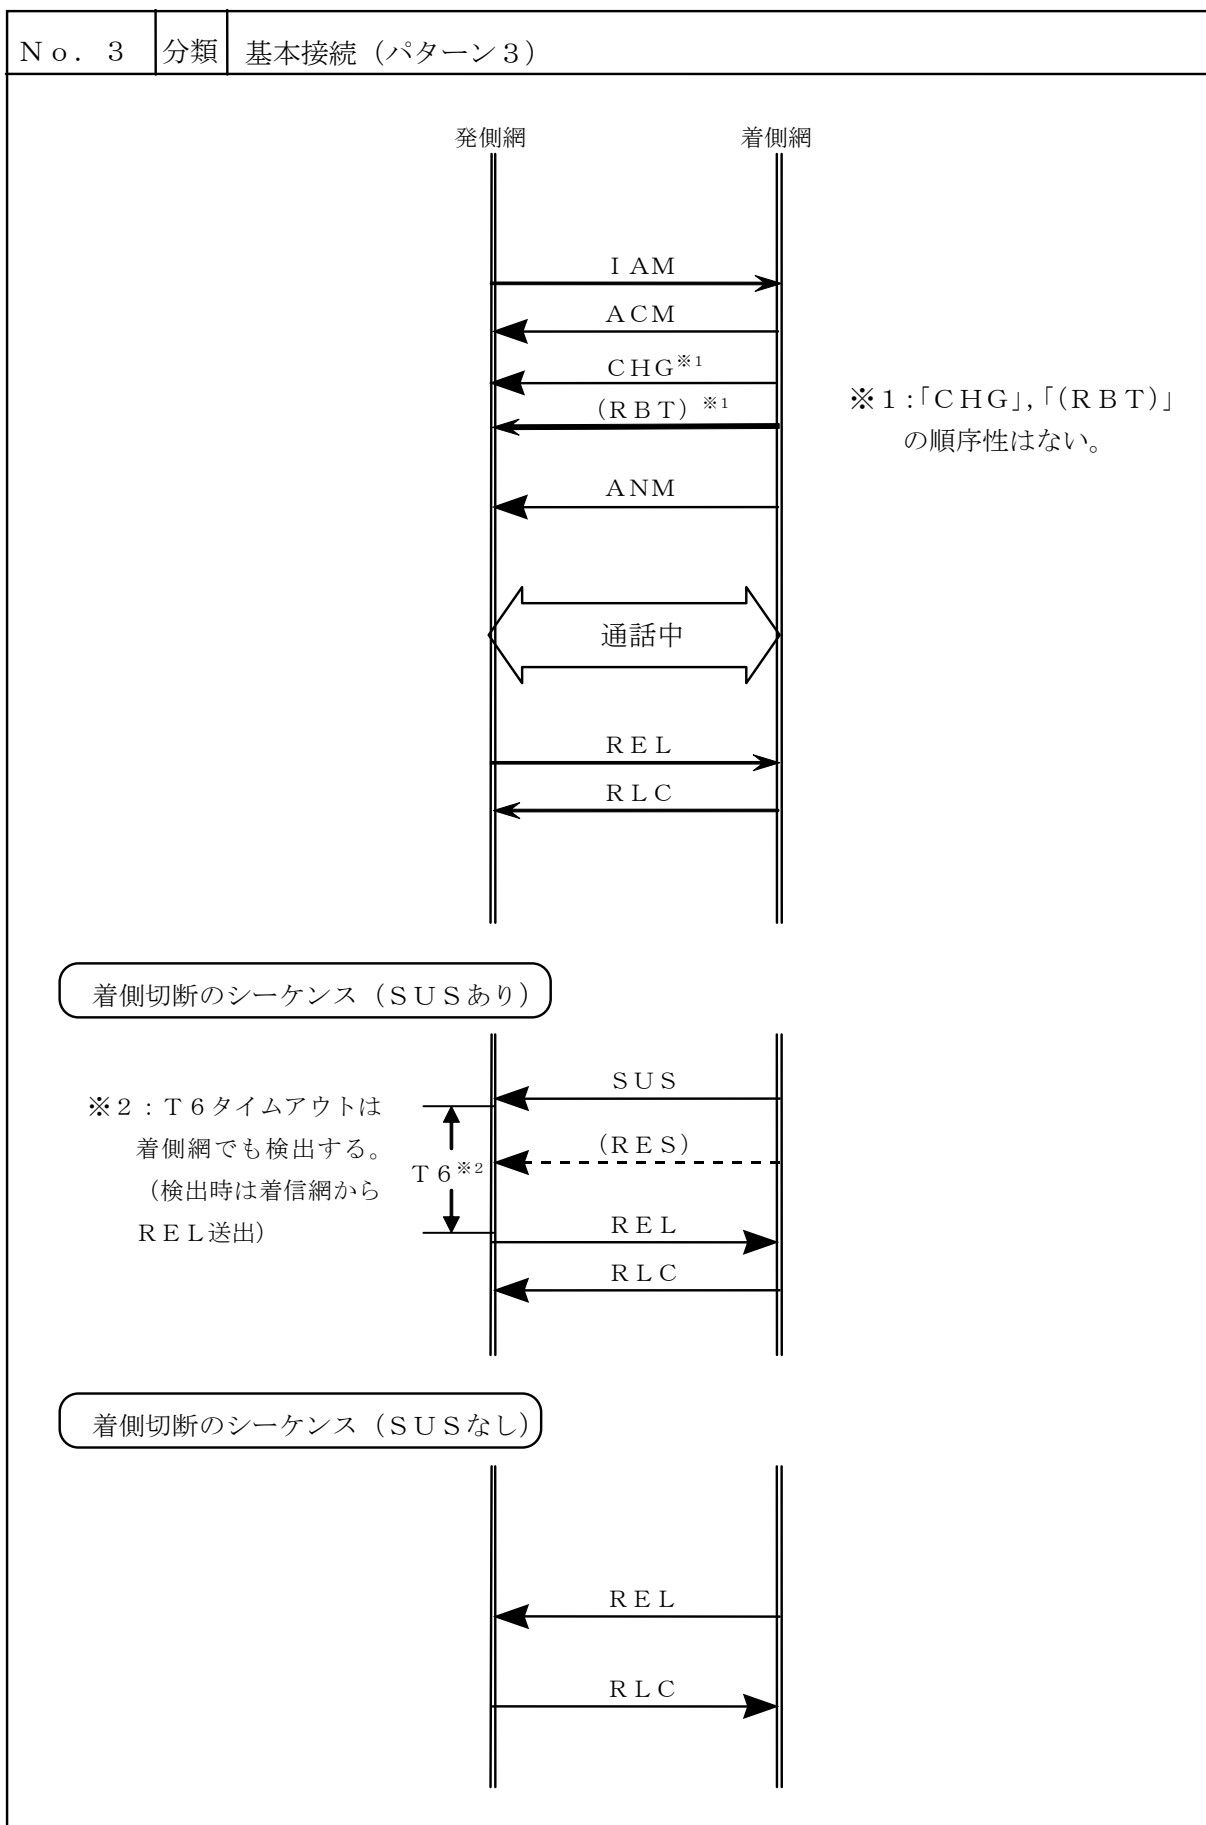 No. 3 分類 基本接続（パターン３）
発側網 着側網
IAM
ACM
CHG※1
（RBT）※1
※１：「ＣＨＧ」，「（ＲＢＴ）」
の順序性はない。
ANM
通話中
REL
RLC
着側切断のシーケンス（ＳＵＳあり）
SUS
※２：Ｔ６タイムアウトは
着側網でも検出する。
（RES）
T6※2
（検出時は着信網から
ＲＥＬ送出）
REL
RLC
着側切断のシーケンス（ＳＵＳなし）
REL
RLC